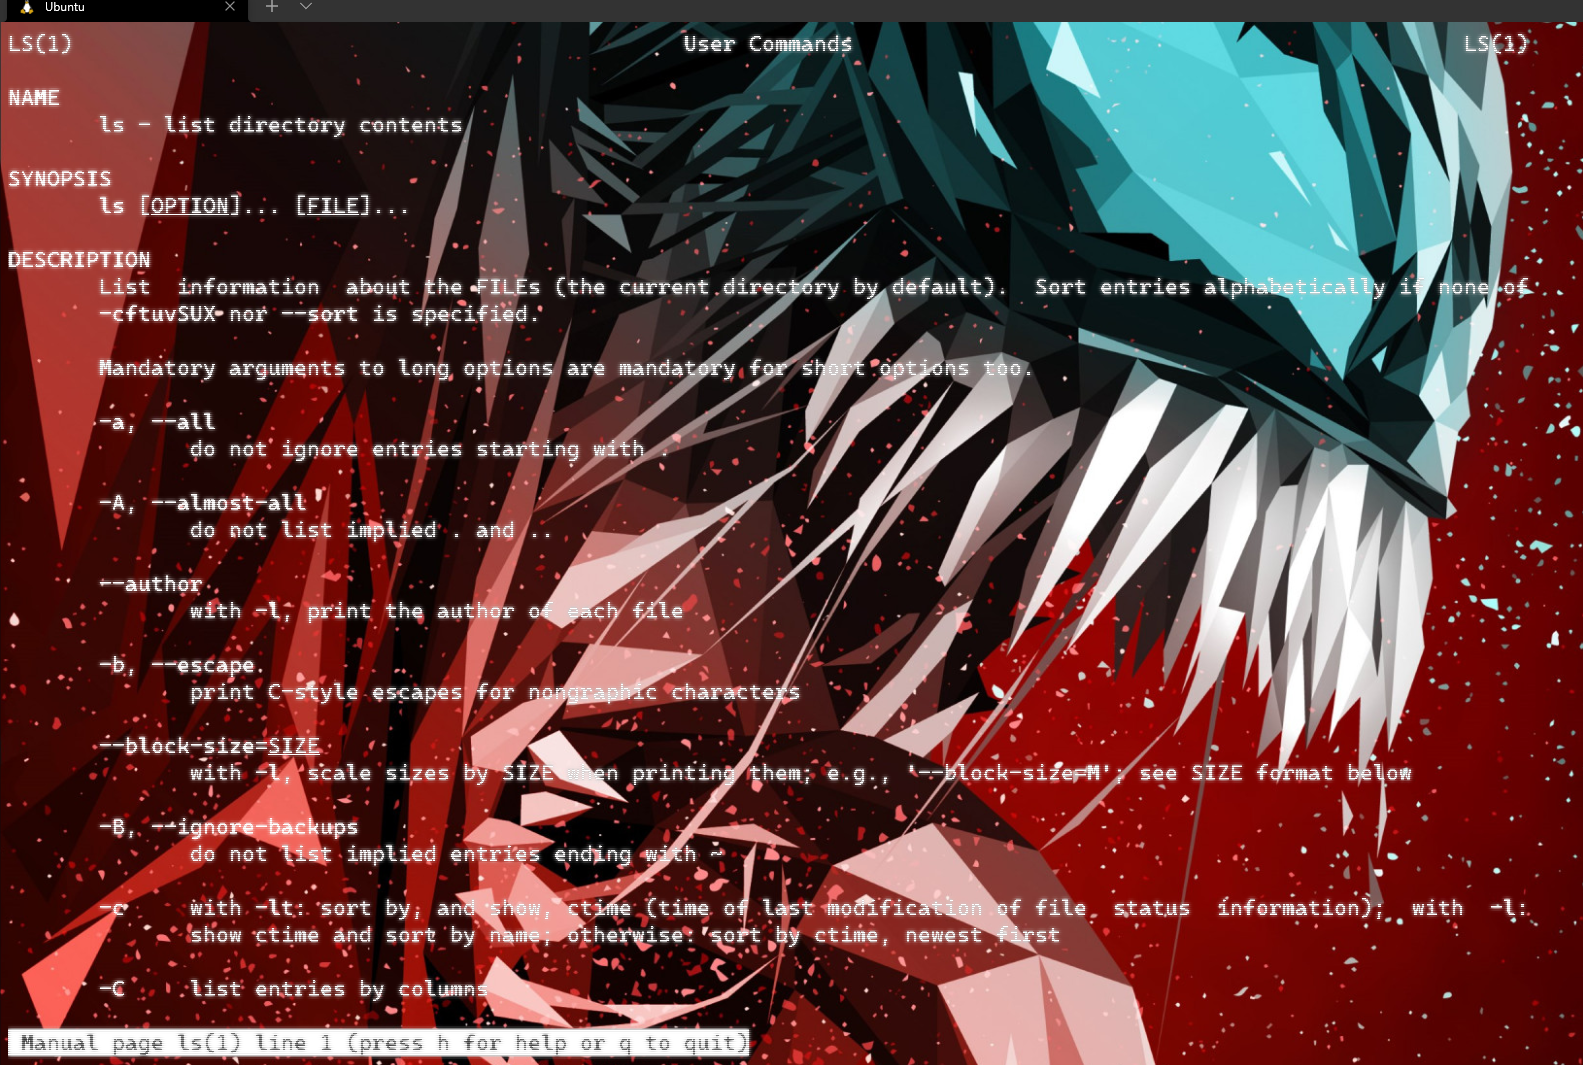 Ubuntu
LS(1) User Commands LS(1)
NAME
ls - list directory contents
SYNOPSIS
ls [OPTION]... [FILE]...
DESCRIPTION
List information about the FILEs (the current directory by default). Sort entries alphabetically if none of
-cftuvSUX nor --sort is specified.
Mandatory arguments to long options are mandatory for short options too.
-a, --all
do not ignore entries starting with .
-A, --almost-all
do not list implied . and ..
--author
with -l, print the author of each file
-b, --escape
print C-style escapes for nongraphic characters
--block-size=SIZE
with -l, scale sizes by SIZE when printing them; e.g., '--block-size=M'; see SIZE format below
-B, --ignore-backups
do not list implied entries ending with ~
-c with -lt: sort by, and show, ctime (time of last modification of file status information); with -l:
show ctime and sort by name; otherwise: sort by ctime, newest first
-C list entries by columns
Manual page ls(1) line 1 (press h for help or q to quit)